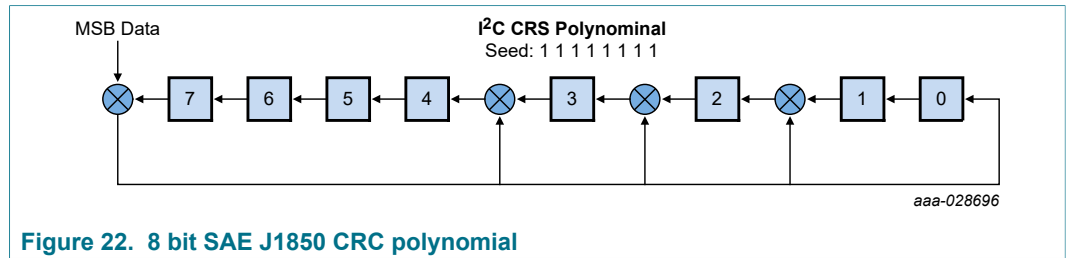 MSB Data
I²C CRS Polynominal
Seed: 1 1 1 1 1 1 1 1
7 6 5 4 3 2 1 0
aaa-028696
Figure 22. 8 bit SAE J1850 CRC polynomial